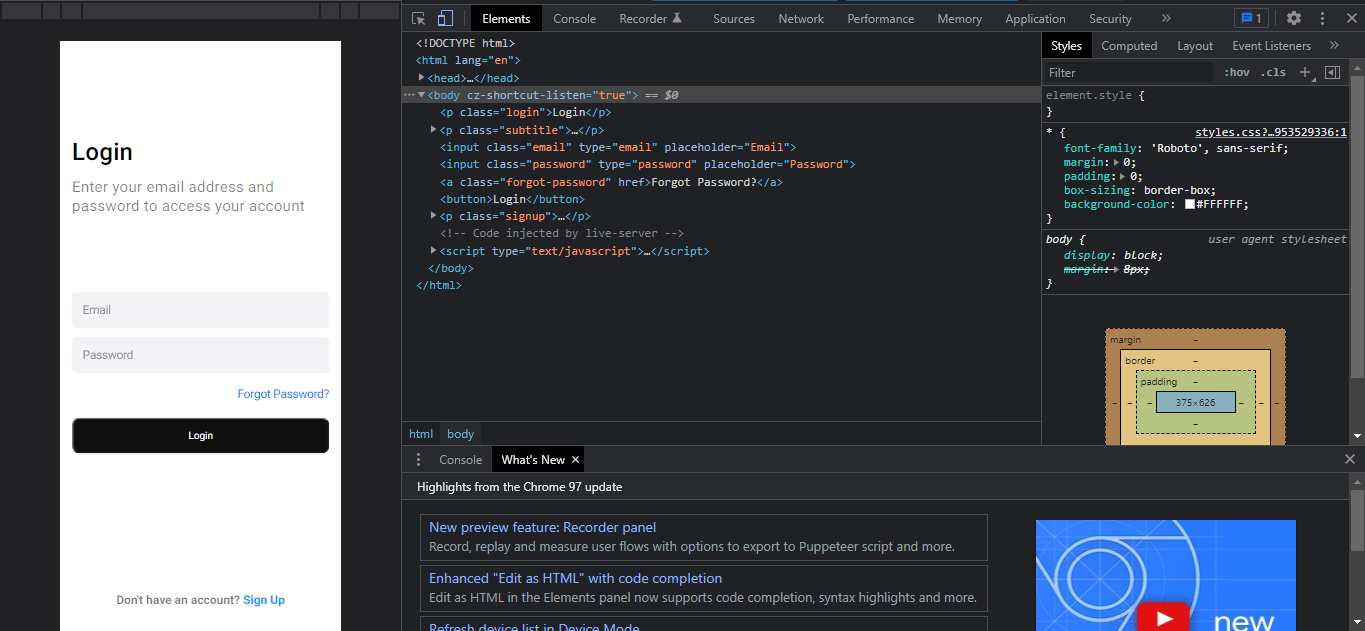 Login
Enter your email address and
password to access your account
Email
Password
Forgot Password?
Login
Don't have an account? Sign Up
Elements Console Recorder Sources Network Performance Memory Application Security » 1
<!DOCTYPE html>
<html lang="en">
<head>…</head>
<body cz-shortcut-listen="true"> == $0
<p class="login">Login</p>
<p class="subtitle">…</p>
<input class="email" type="email" placeholder="Email">
<input class="password" type="password" placeholder="Password">
<a class="forgot-password" href>Forgot Password?</a>
<button>Login</button>
<p class="signup">…</p>
<!-- Code injected by live-server -->
<script type="text/javascript">…</script>
</body>
</html>
html body
Styles Computed Layout Event Listeners »
Filter :hov .cls +
element.style {
}
* { styles.css?…953529336:1
font-family: 'Roboto', sans-serif;
margin: 0;
padding: 0;
box-sizing: border-box;
background-color: #FFFFFF;
}
body { user agent stylesheet
display: block;
margin: 8px;
}
margin –
border –
padding –
– – – 375×626 – – –
–
Console What's New ×
Highlights from the Chrome 97 update
New preview feature: Recorder panel
Record, replay and measure user flows with options to export to Puppeteer script and more.
Enhanced "Edit as HTML" with code completion
Edit as HTML in the Elements panel now supports code completion, syntax highlights and more.
Refresh device list in Device Mode
new